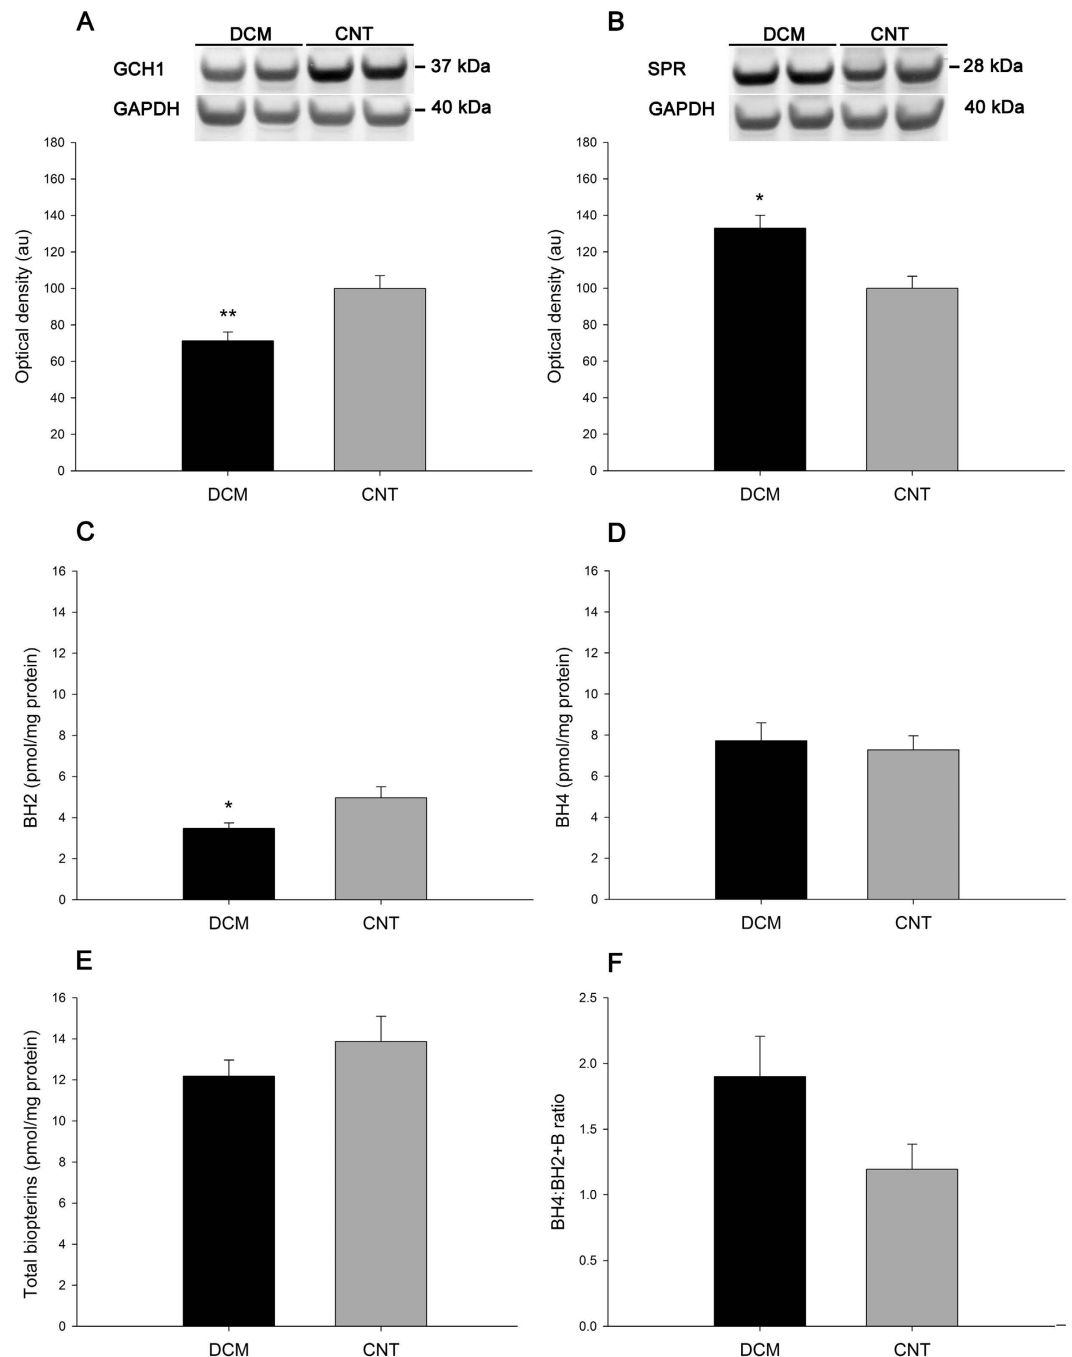 A
DCM CNT
GCH1 – 37 kDa
GAPDH – 40 kDa
180
160
140
120
100
80
60
40
20
0
Optical density (au)
**
DCM CNT
B
DCM CNT
SPR – 28 kDa
GAPDH 40 kDa
180
160
140
120
100
80
60
40
20
0
Optical density (au)
*
DCM CNT
C
16
14
12
10
8
6
4
2
0
BH2 (pmol/mg protein)
*
DCM CNT
D
16
14
12
10
8
6
4
2
0
BH4 (pmol/mg protein)
DCM CNT
E
16
14
12
10
8
6
4
2
0
Total biopterins (pmol/mg protein)
DCM CNT
F
2.5
2.0
1.5
1.0
0.5
0.0
BH4:BH2+B ratio
DCM CNT